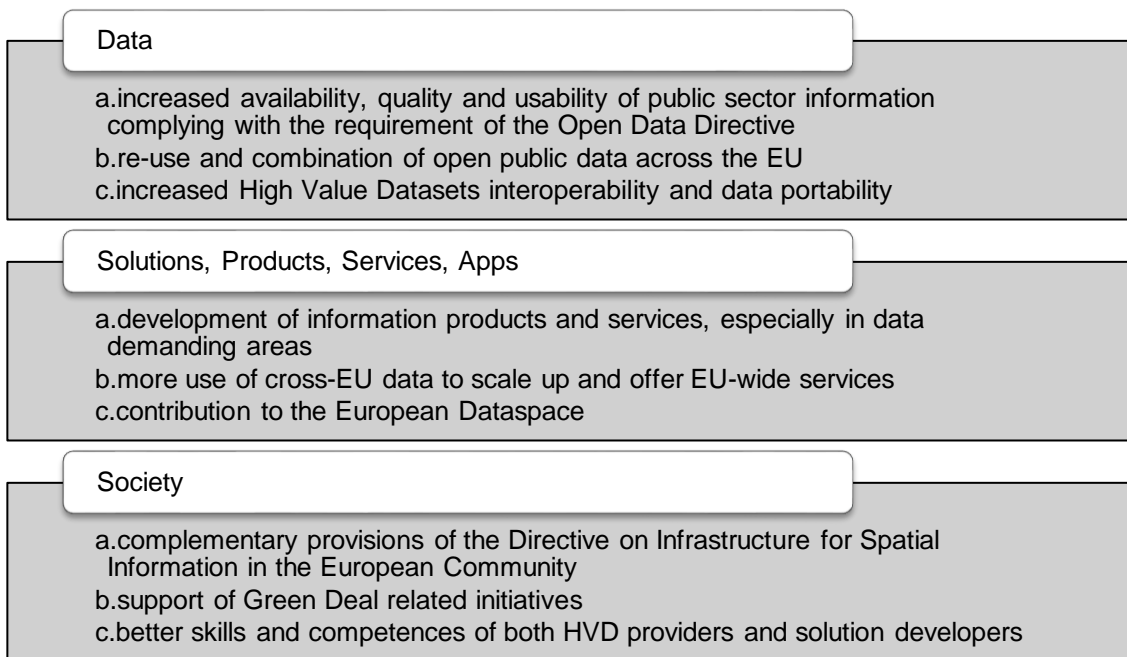 Data
a.increased availability, quality and usability of public sector information
complying with the requirement of the Open Data Directive
b.re-use and combination of open public data across the EU
c.increased High Value Datasets interoperability and data portability
Solutions, Products, Services, Apps
a.development of information products and services, especially in data
demanding areas
b.more use of cross-EU data to scale up and offer EU-wide services
c.contribution to the European Dataspace
Society
a.complementary provisions of the Directive on Infrastructure for Spatial
Information in the European Community
b.support of Green Deal related initiatives
c.better skills and competences of both HVD providers and solution developers